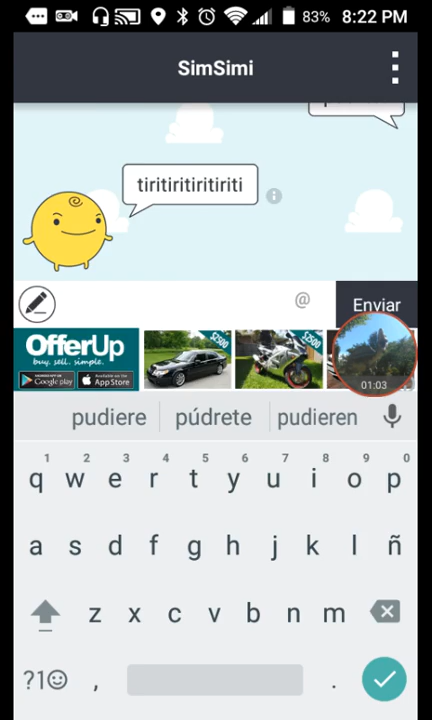 83% 8:22 PM
SimSimi
tiritiritiritiriti
@
Enviar
OfferUp
buy. sell. simple.
Google play App Store
$2500
$2500
01:03
pudiere púdrete pudieren
1 2 3 4 5 6 7 8 9 0
q w e r t y u i o p
a s d f g h j k l ñ
z x c v b n m
?1 , .